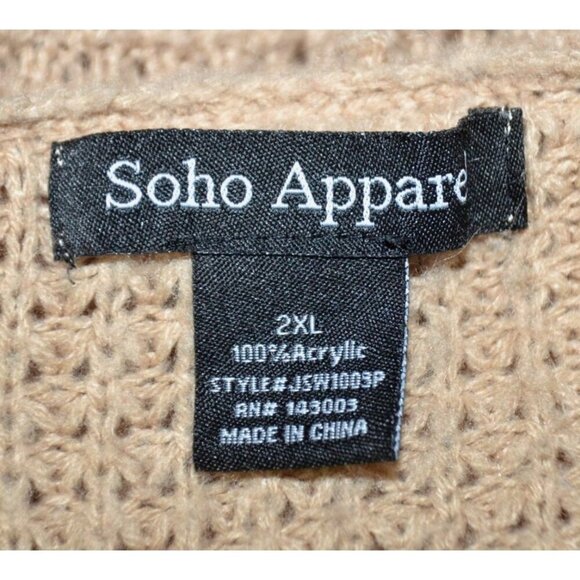 Soho Appare
2XL
100%Acrylic
STYLE#JSW1003P
RN# 143003
MADE IN CHINA